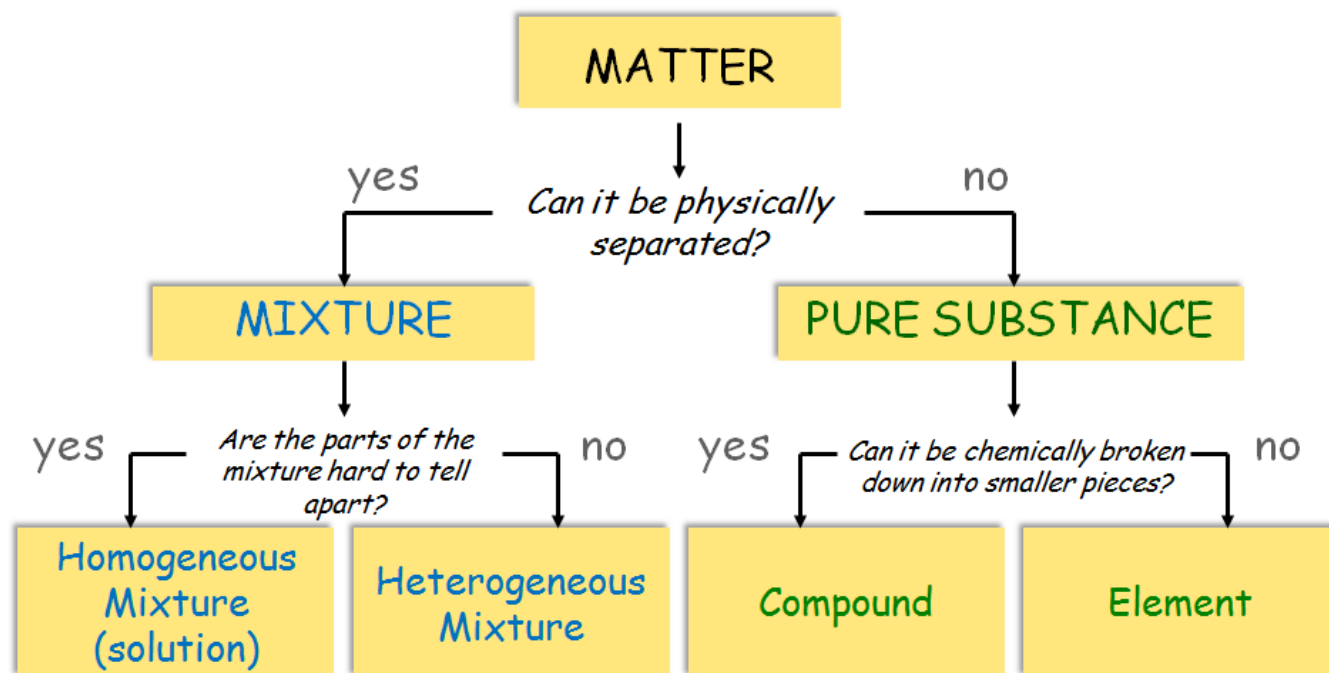 MATTER
yes
no
Can it be physically
separated?
MIXTURE
PURE SUBSTANCE
yes
Are the parts of the
mixture hard to tell
apart?
no
yes
Can it be chemically broken
down into smaller pieces?
no
Homogeneous
Mixture
(solution)
Heterogeneous
Mixture
Compound
Element